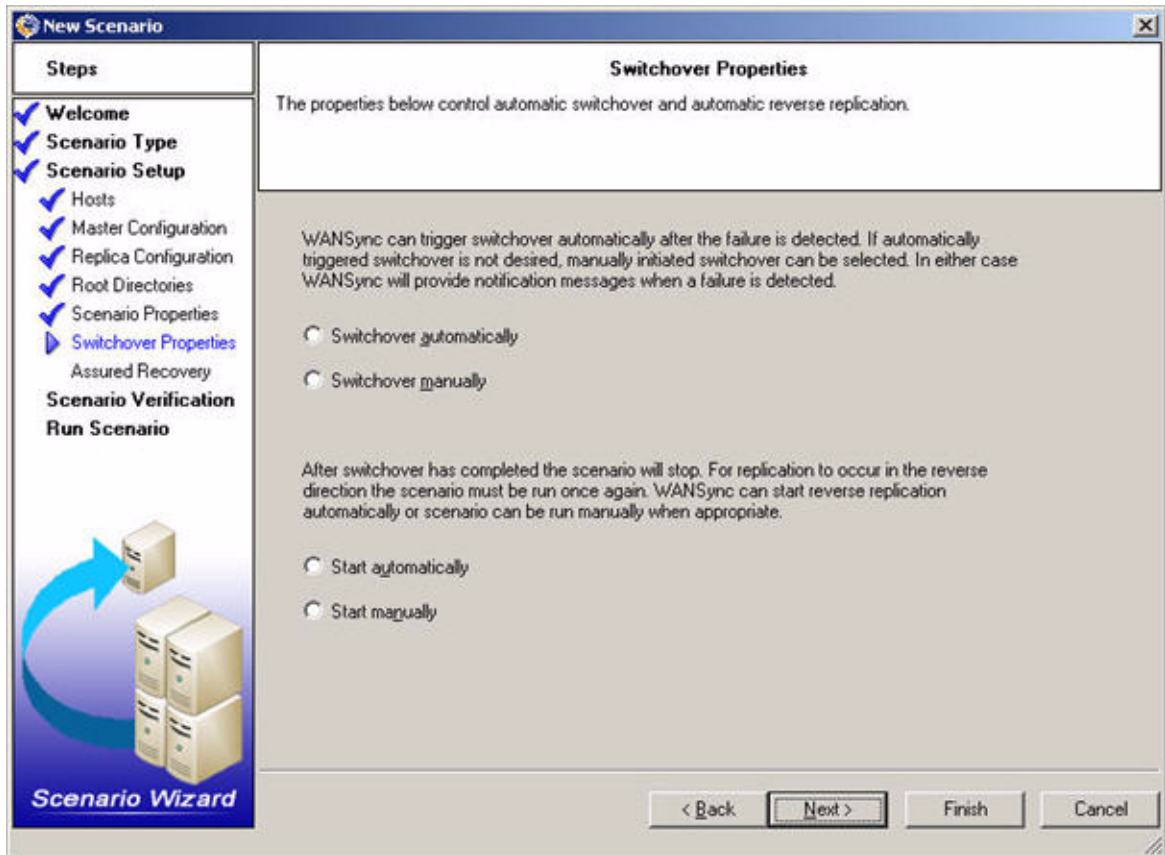 New Scenario
Steps
Welcome
Scenario Type
Scenario Setup
Hosts
Master Configuration
Replica Configuration
Root Directories
Scenario Properties
Switchover Properties
Assured Recovery
Scenario Verification
Run Scenario
Scenario Wizard
Switchover Properties
The properties below control automatic switchover and automatic reverse replication.
WANSync can trigger switchover automatically after the failure is detected. If automatically
triggered switchover is not desired, manually initiated switchover can be selected. In either case
WANSync will provide notification messages when a failure is detected.
Switchover automatically
Switchover manually
After switchover has completed the scenario will stop. For replication to occur in the reverse
direction the scenario must be run once again. WANSync can start reverse replication
automatically or scenario can be run manually when appropriate.
Start automatically
Start manually
< Back
Next >
Finish
Cancel